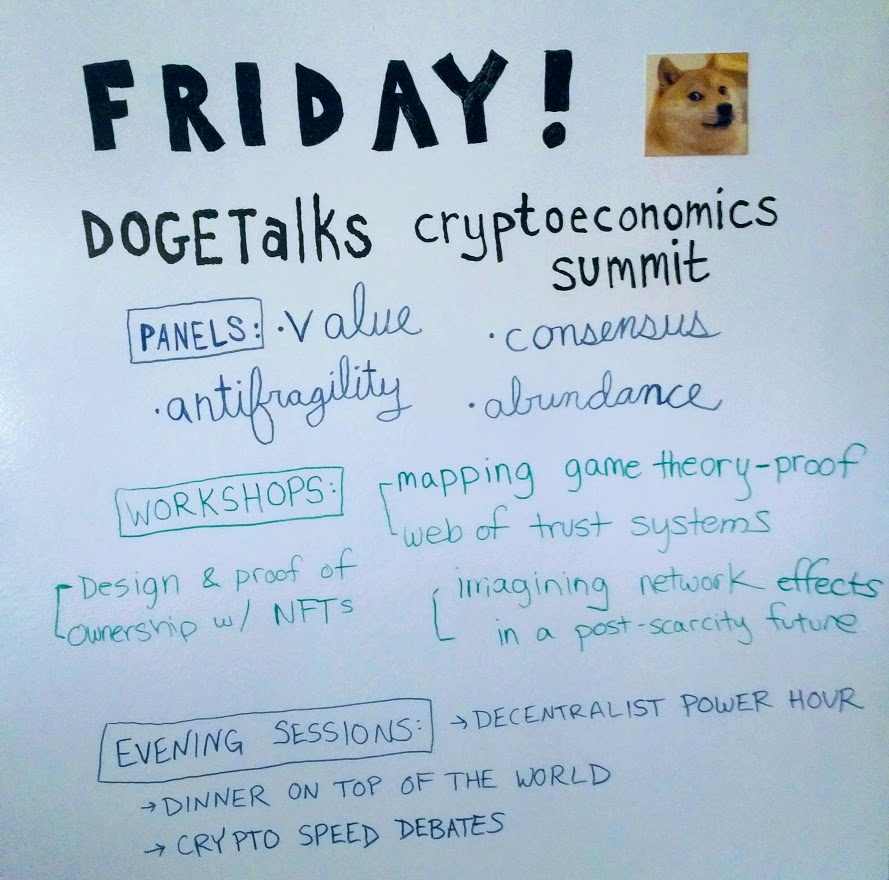 FRIDAY!
DOGETalks cryptoeconomics
summit
PANELS: · value · consensus
· antifragility · abundance
WORKSHOPS:
mapping game theory-proof
web of trust systems
Design & proof of
ownership w/ NFTs
imagining network effects
in a post-scarcity future
EVENING SESSIONS: → DECENTRALIST POWER HOUR
→ DINNER ON TOP OF THE WORLD
→ CRYPTO SPEED DEBATES